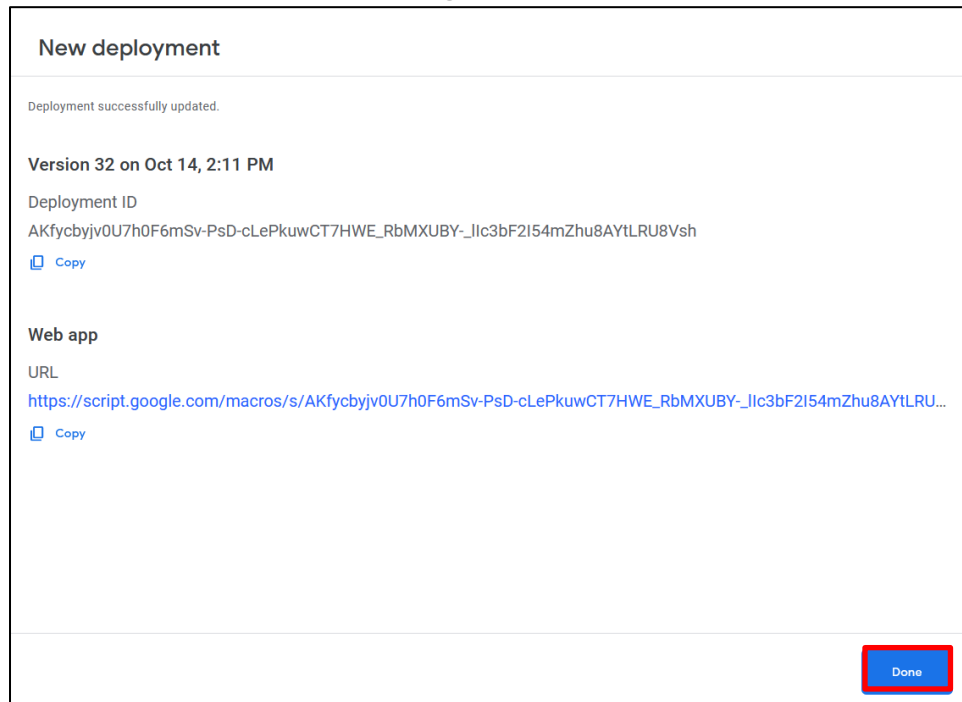 New deployment
Deployment successfully updated.
Version 32 on Oct 14, 2:11 PM
Deployment ID
AKfycbyjv0U7h0F6mSv-PsD-cLePkuwCT7HWE_RbMXUBY-_lIc3bF2I54mZhu8AYtLRU8Vsh
Copy
Web app
URL
https://script.google.com/macros/s/AKfycbyjv0U7h0F6mSv-PsD-cLePkuwCT7HWE_RbMXUBY-_lIc3bF2I54mZhu8AYtLRU...
Copy
Done